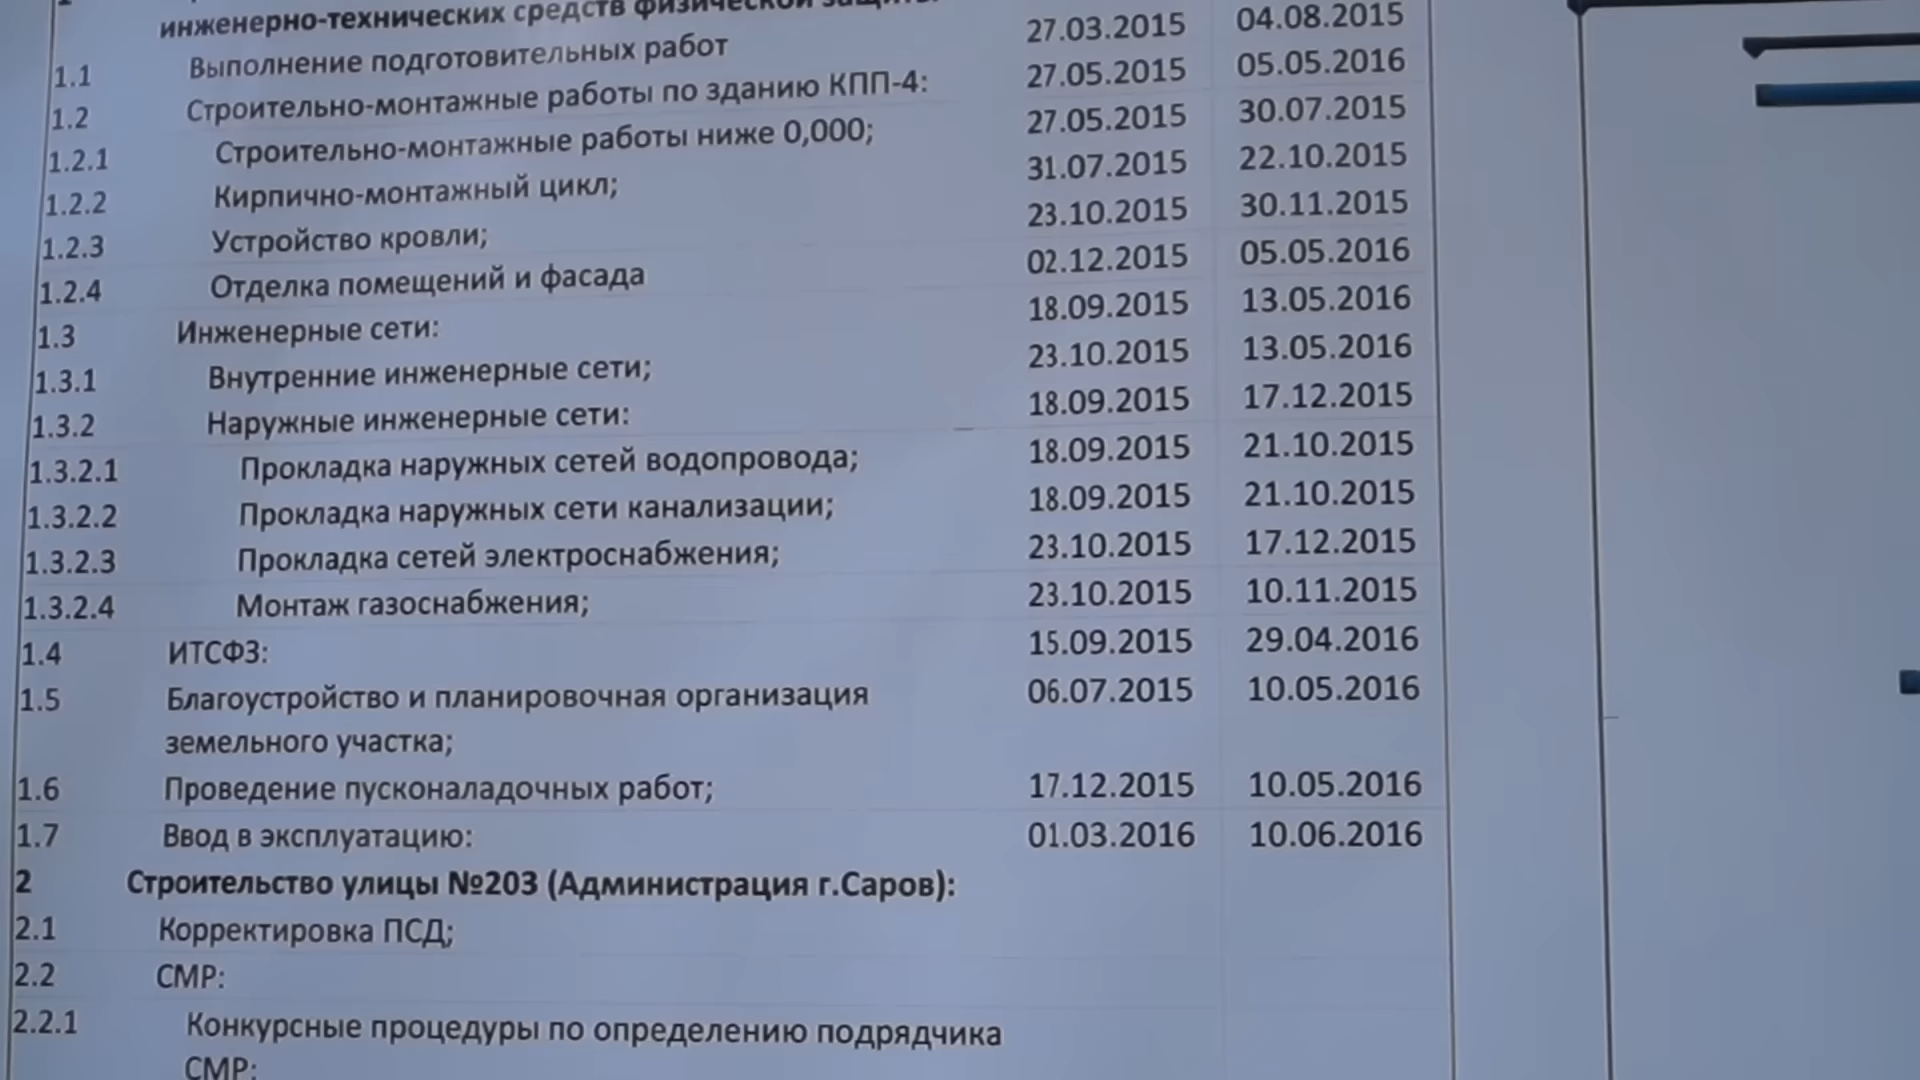 инженерно-технических средств физической
1.1 Выполнение подготовительных работ 27.03.2015 04.08.2015
1.2 Строительно-монтажные работы по зданию КПП-4: 27.05.2015 05.05.2016
1.2.1 Строительно-монтажные работы ниже 0,000; 27.05.2015 30.07.2015
1.2.2 Кирпично-монтажный цикл; 31.07.2015 22.10.2015
1.2.3 Устройство кровли; 23.10.2015 30.11.2015
1.2.4 Отделка помещений и фасада 02.12.2015 05.05.2016
1.3 Инженерные сети: 18.09.2015 13.05.2016
1.3.1 Внутренние инженерные сети; 23.10.2015 13.05.2016
1.3.2 Наружные инженерные сети: 18.09.2015 17.12.2015
1.3.2.1 Прокладка наружных сетей водопровода; 18.09.2015 21.10.2015
1.3.2.2 Прокладка наружных сети канализации; 18.09.2015 21.10.2015
1.3.2.3 Прокладка сетей электроснабжения; 23.10.2015 17.12.2015
1.3.2.4 Монтаж газоснабжения; 23.10.2015 10.11.2015
1.4 ИТСФЗ: 15.09.2015 29.04.2016
1.5 Благоустройство и планировочная организация 06.07.2015 10.05.2016
земельного участка;
1.6 Проведение пусконаладочных работ; 17.12.2015 10.05.2016
1.7 Ввод в эксплуатацию: 01.03.2016 10.06.2016
2 Строительство улицы №203 (Администрация г.Саров):
2.1 Корректировка ПСД;
2.2 СМР:
2.2.1 Конкурсные процедуры по определению подрядчика
СМР: